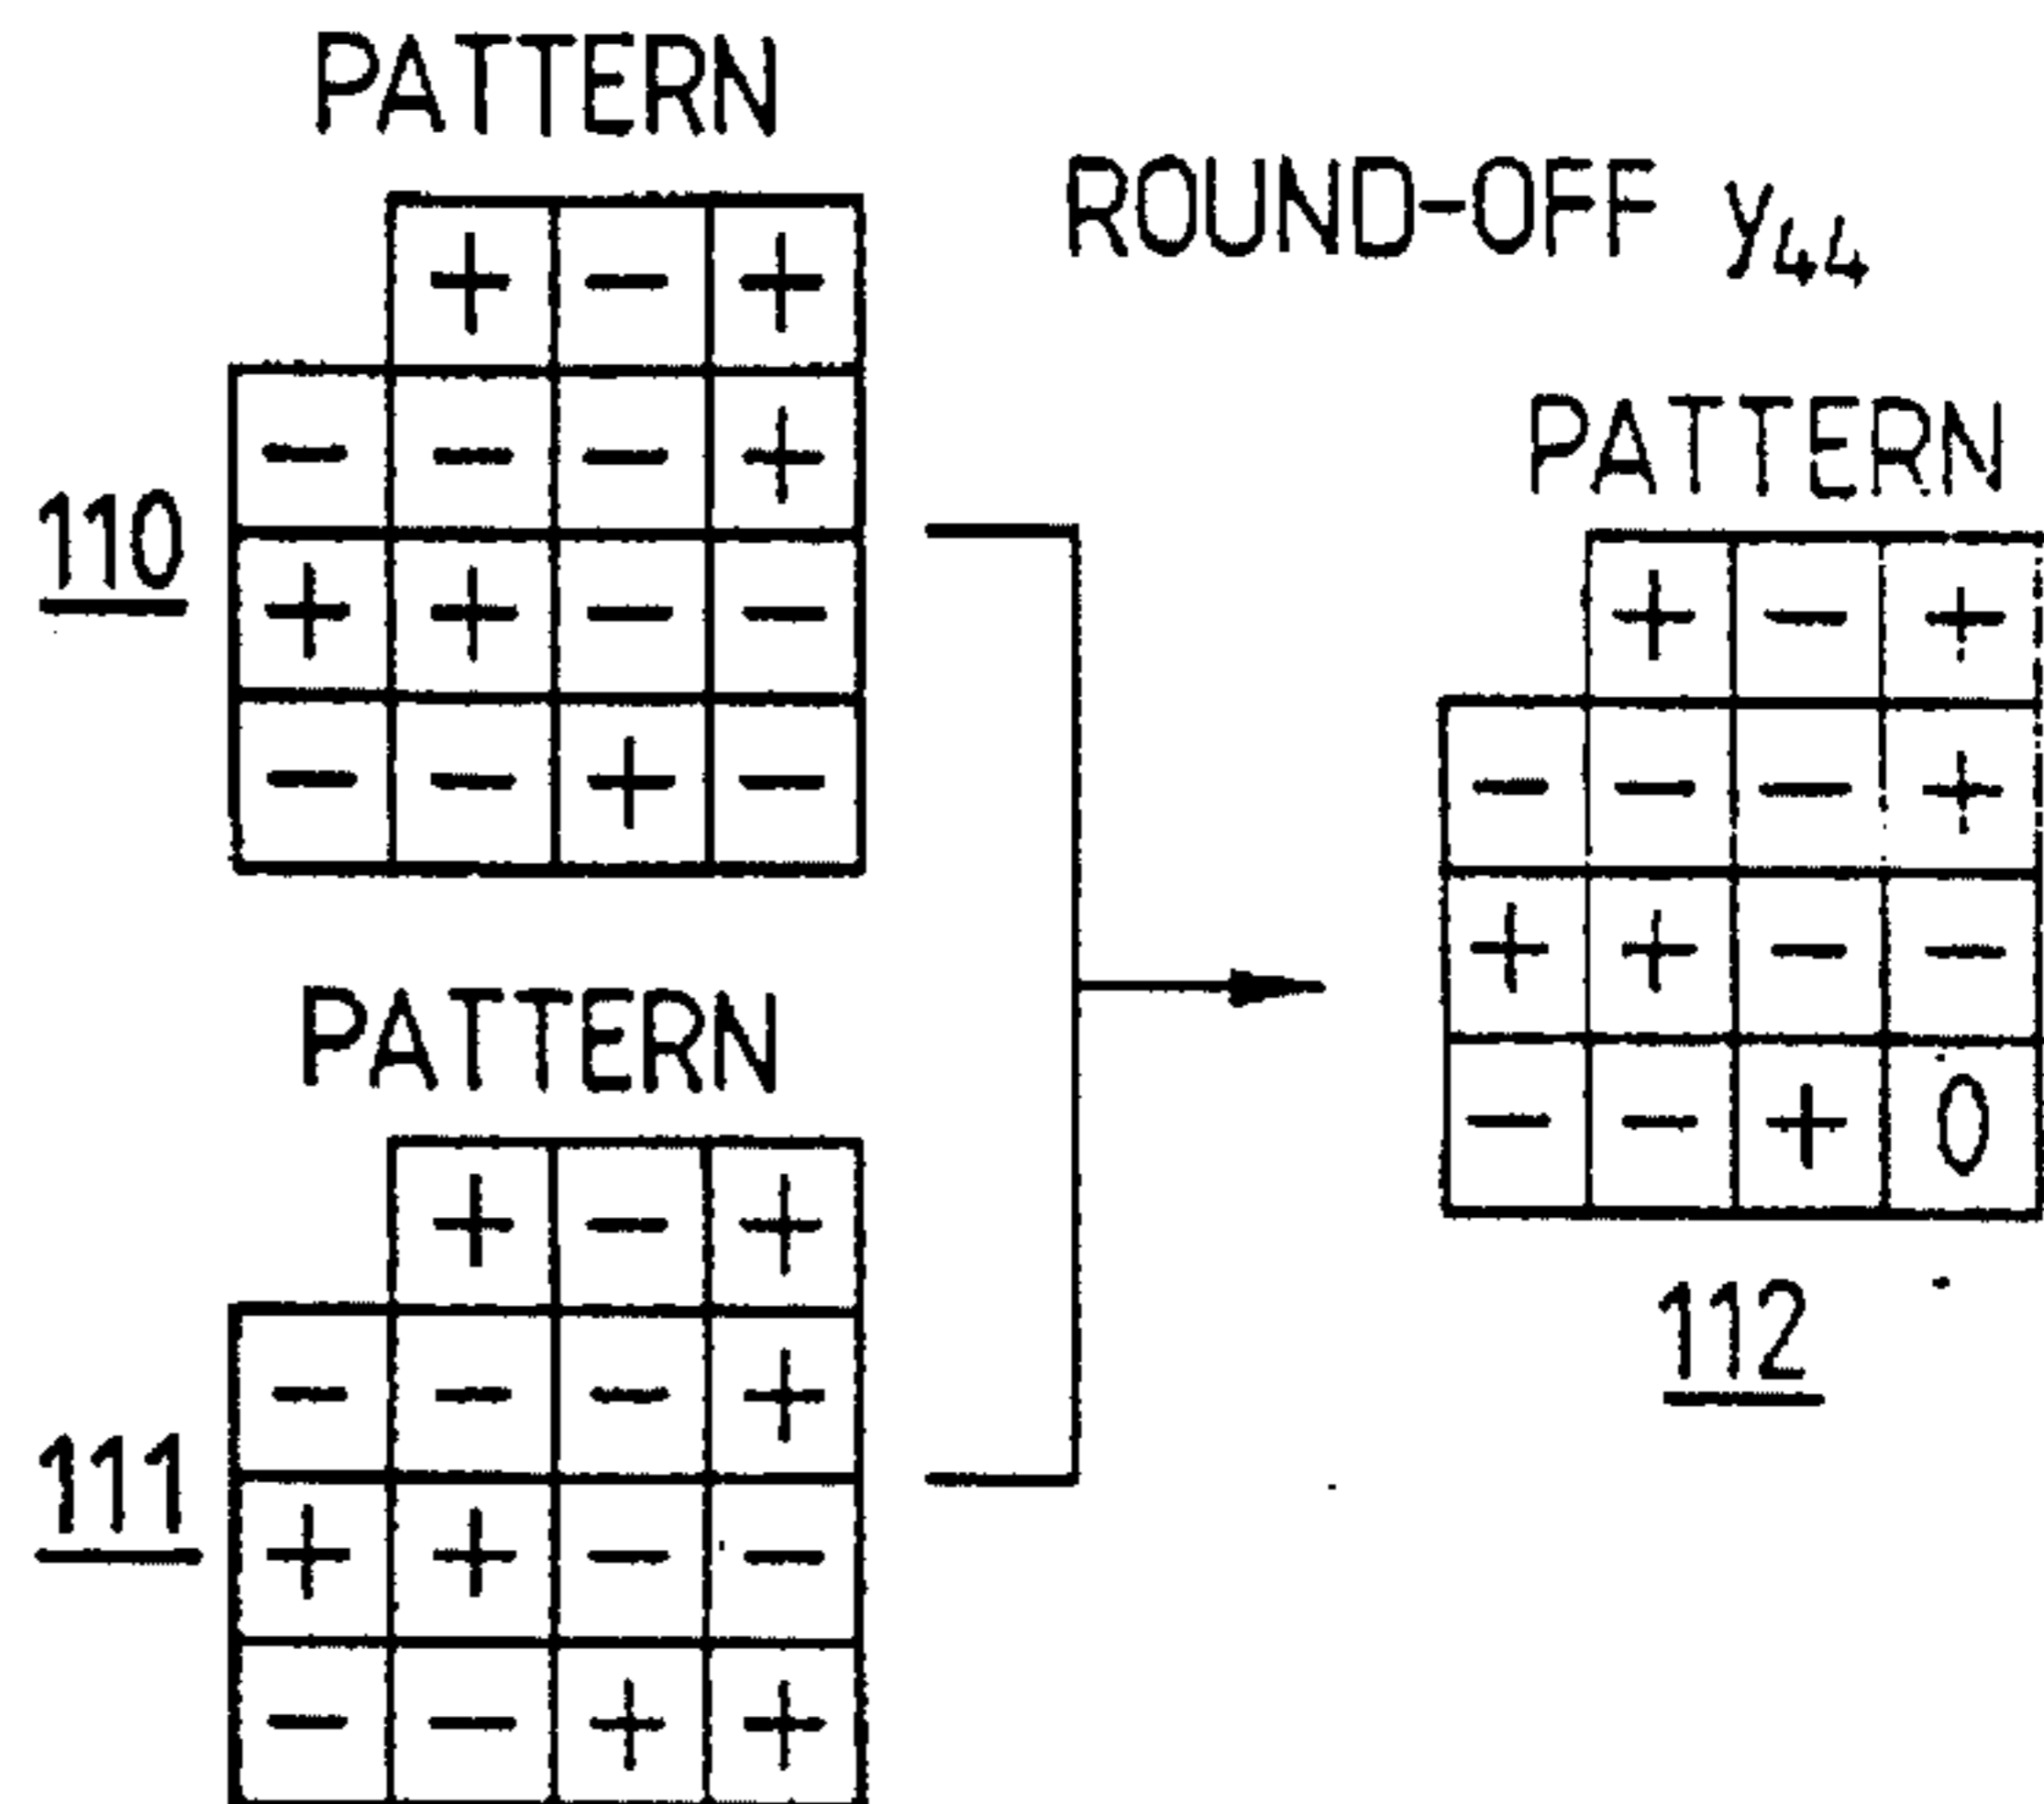 PATTERN
ROUND-OFF y44
+ − +
− − − +
110
+ + − −
− − + −
PATTERN
+ − +
− − − +
+ + − −
− − + 0
112
PATTERN
+ − +
− − − +
111
+ + − −
− − + +